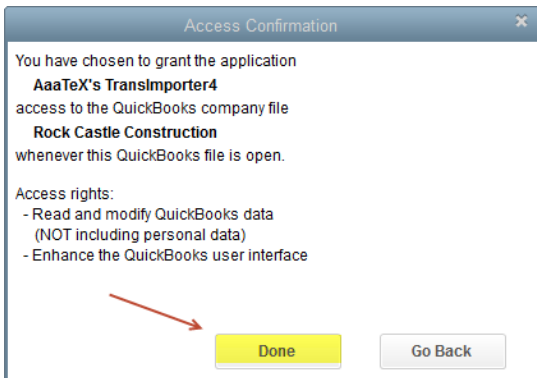 Access Confirmation
You have chosen to grant the application
AaaTeX's TransImporter4
access to the QuickBooks company file
Rock Castle Construction
whenever this QuickBooks file is open.
Access rights:
- Read and modify QuickBooks data
(NOT including personal data)
- Enhance the QuickBooks user interface
Done
Go Back